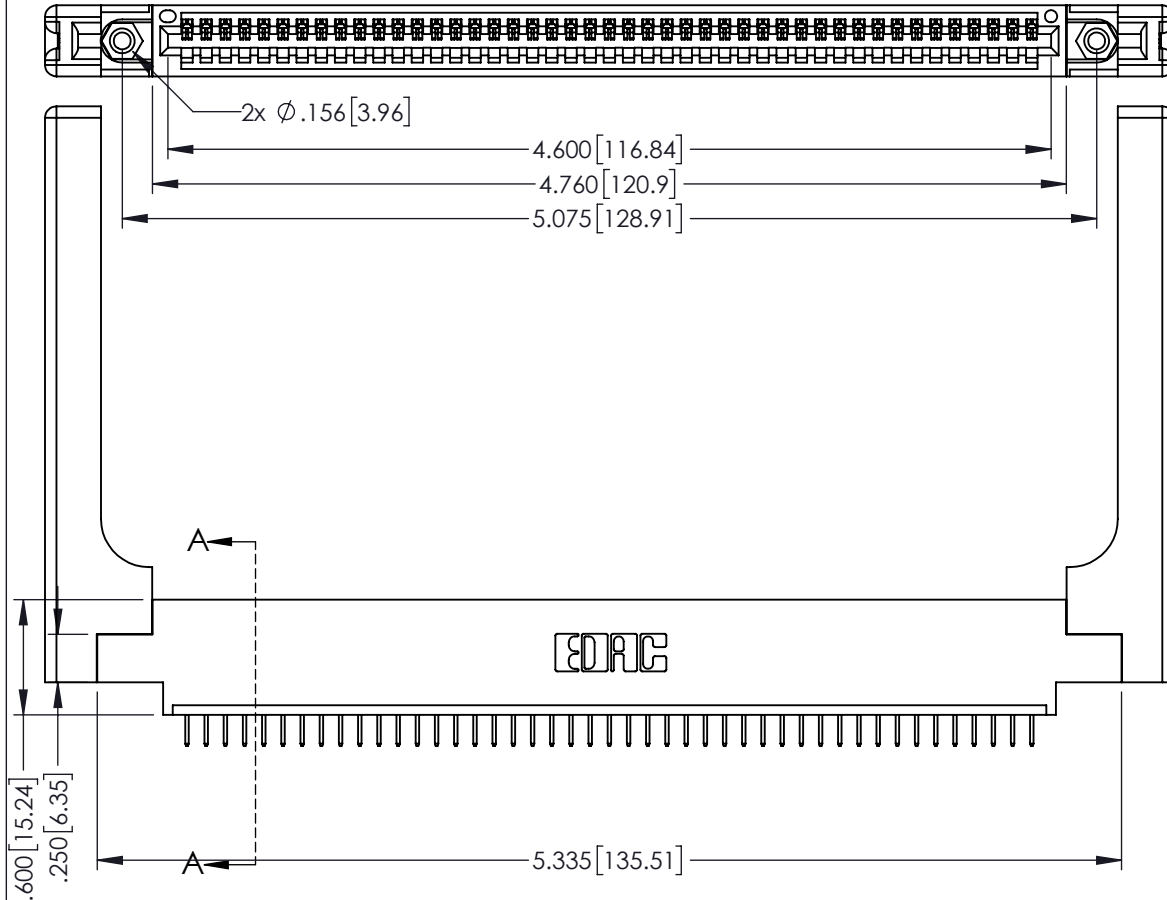 2x Ø .156[3.96]
4.600[116.84]
4.760[120.9]
5.075[128.91]
A
EDAC
.600[15.24]
.250[6.35]
A
5.335[135.51]